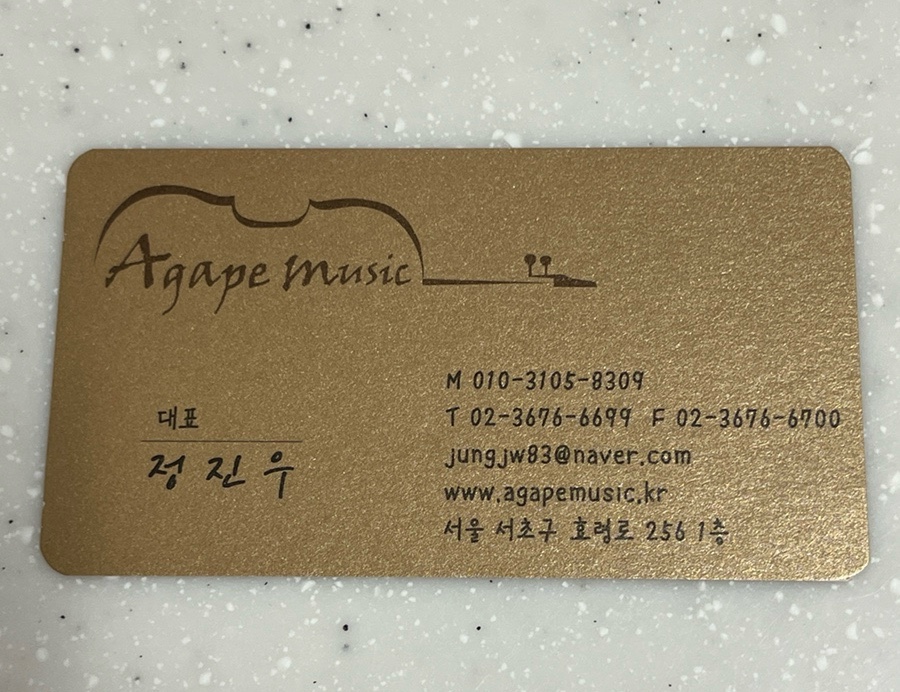 Agape Music
대표
정진우
M 010-3105-8309
T 02-3676-6699 F 02-3676-6700
jungjw83@naver.com
www.agapemusic.kr
서울 서초구 효령로 256 1층